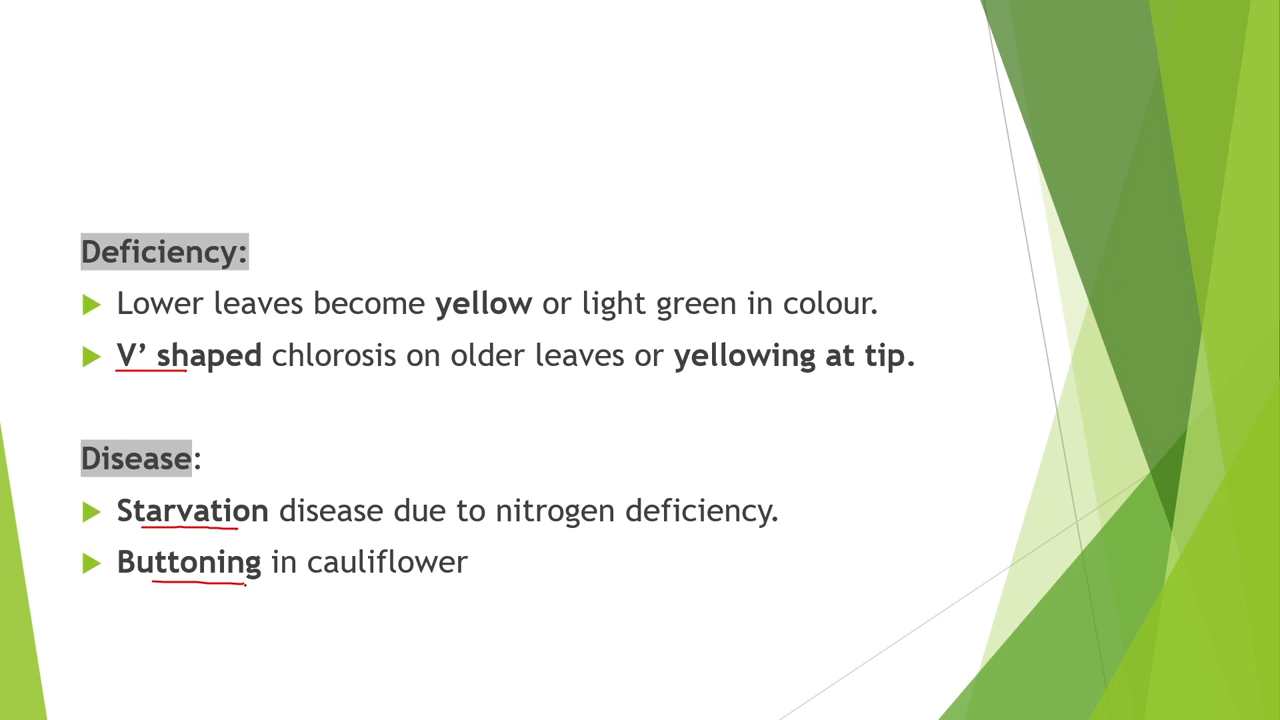 Deficiency:
Lower leaves become yellow or light green in colour.
V’ shaped chlorosis on older leaves or yellowing at tip.
Disease:
Starvation disease due to nitrogen deficiency.
Buttoning in cauliflower